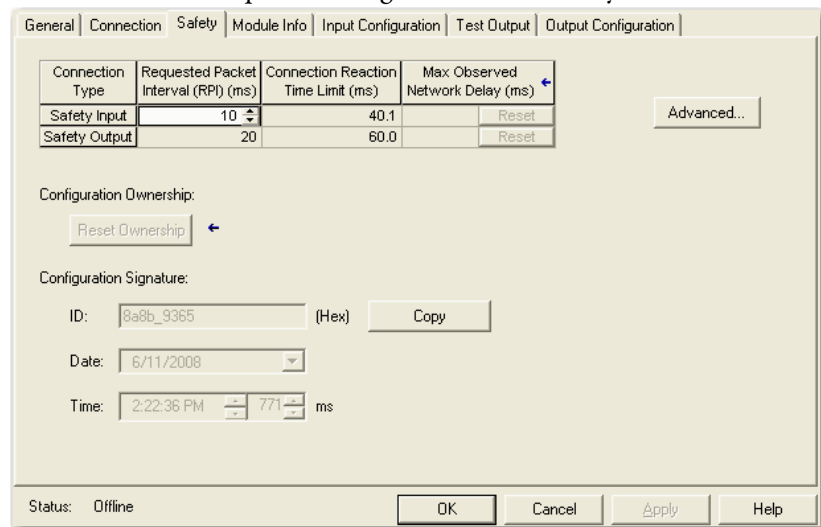 General Connection Safety Module Info Input Configuration Test Output Output Configuration
Connection Type Requested Packet Interval (RPI) (ms) Connection Reaction Time Limit (ms) Max Observed Network Delay (ms)
Safety Input 10 40.1 Reset
Safety Output 20 60.0 Reset
Advanced...
Configuration Ownership:
Reset Ownership
Configuration Signature:
ID: 8a8b_9365 (Hex) Copy
Date: 6/11/2008
Time: 2:22:36 PM 771 ms
Status: Offline OK Cancel Apply Help